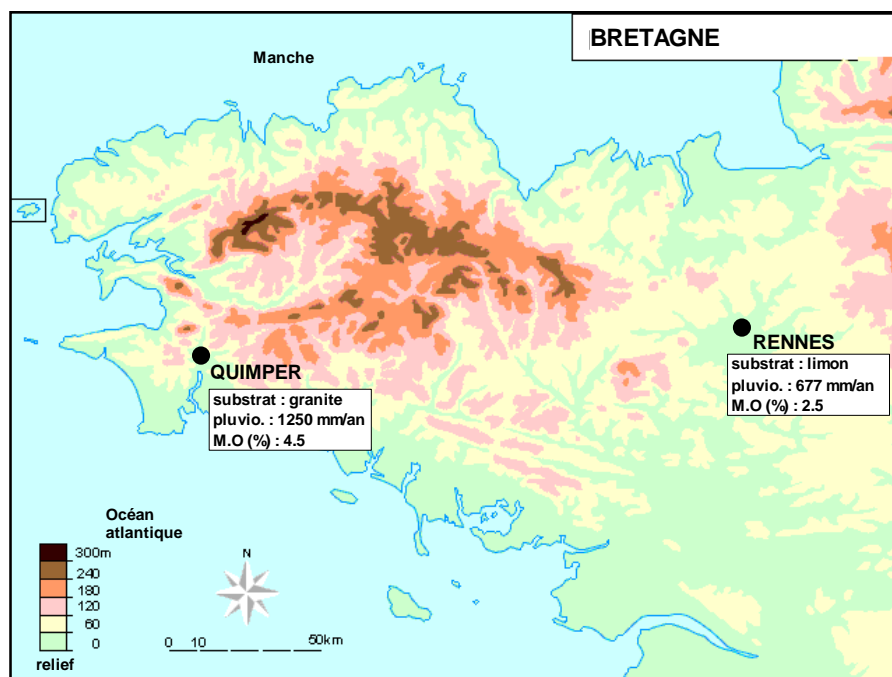 BRETAGNE
Manche
RENNES
substrat : limon
pluvio. : 677 mm/an
M.O (%) : 2.5
QUIMPER
substrat : granite
pluvio. : 1250 mm/an
M.O (%) : 4.5
Océan
atlantique
300m
240
180
120
60
0
relief
N
0 10 50km